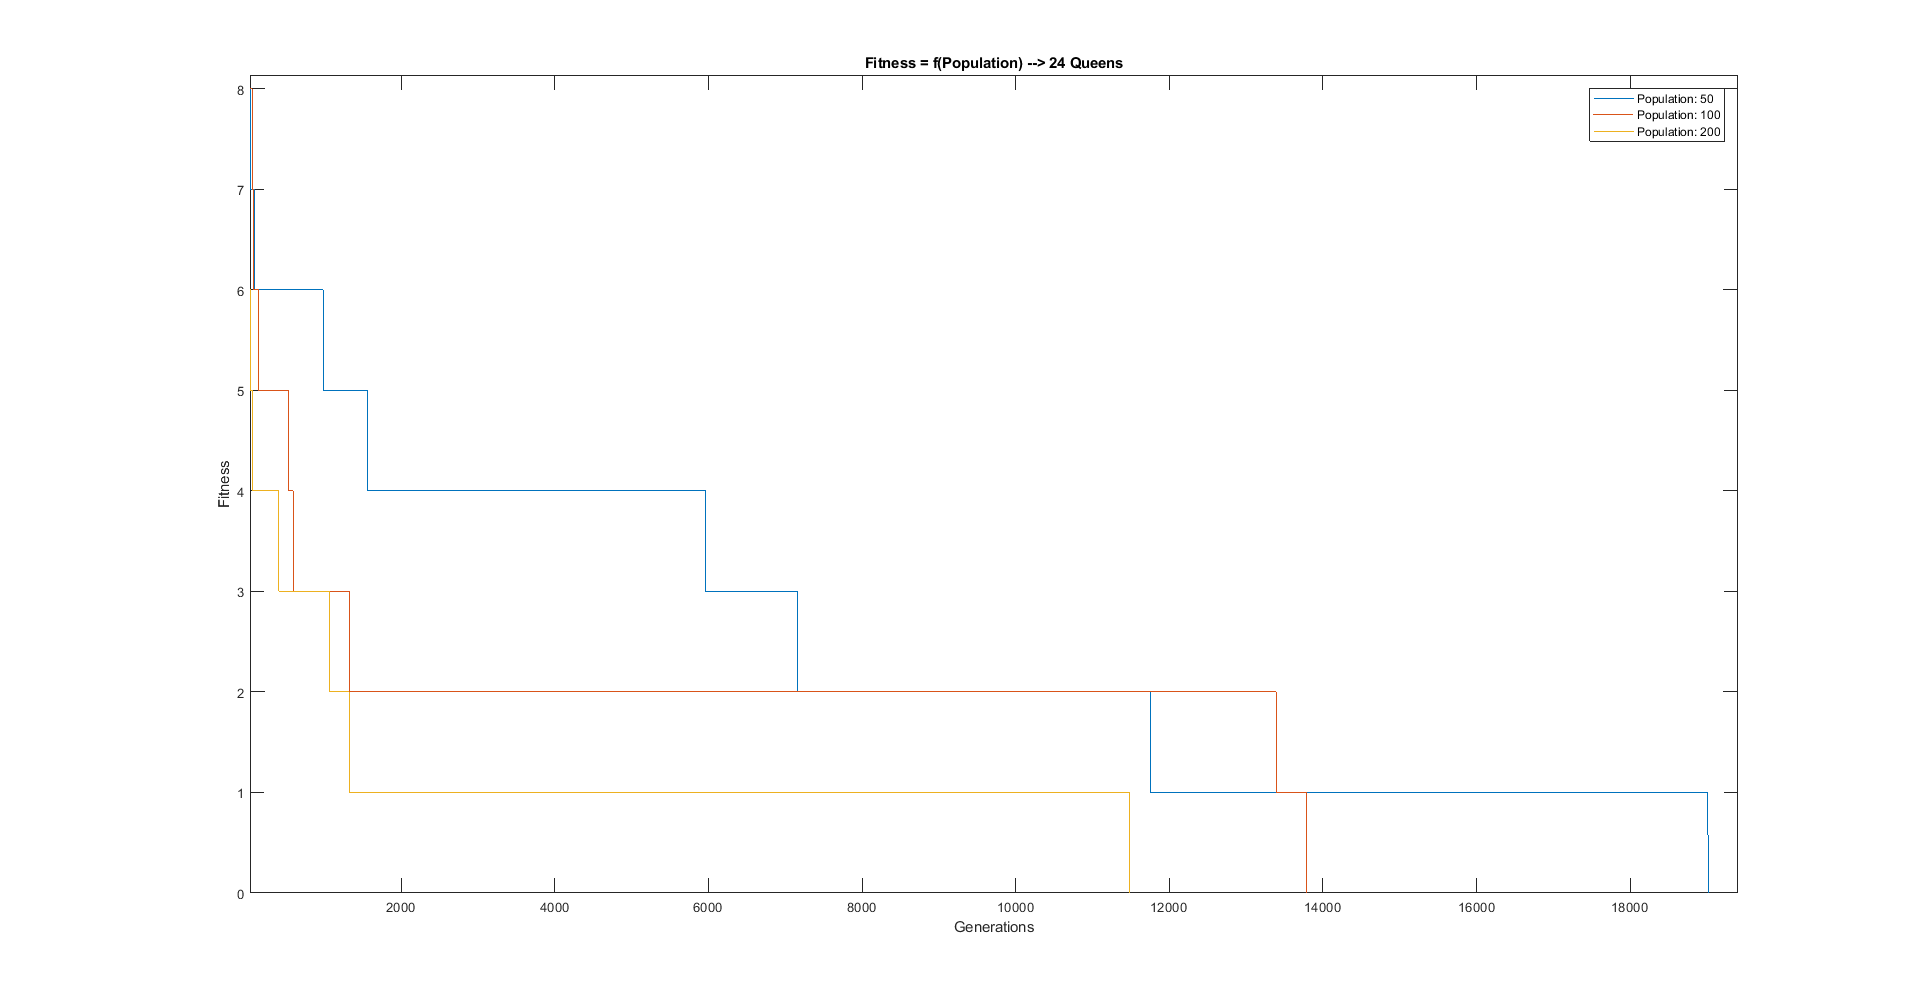 Fitness = f(Population) --> 24 Queens
8
7
6
5
4
3
2
1
0
Fitness
Population: 50
Population: 100
Population: 200
2000 4000 6000 8000 10000 12000 14000 16000 18000
Generations